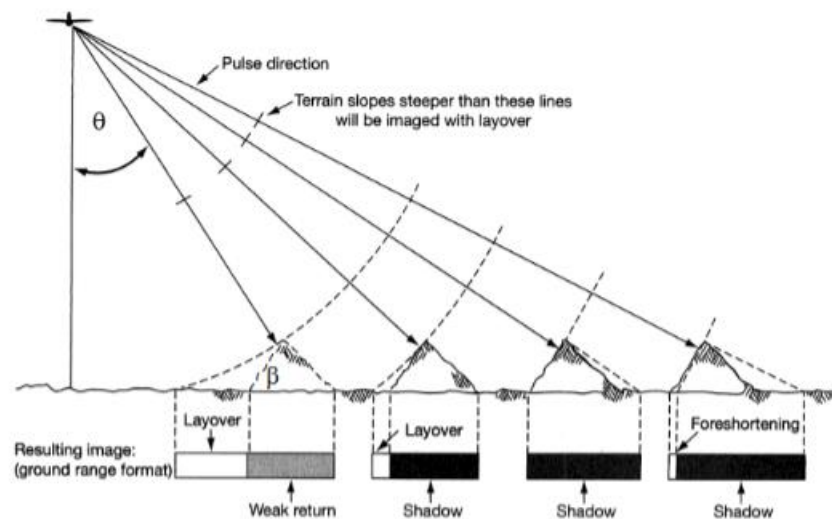 Pulse direction
Terrain slopes steeper than these lines
will be imaged with layover
θ
β
Layover
Layover
Foreshortening
Resulting image:
(ground range format)
Weak return
Shadow
Shadow
Shadow